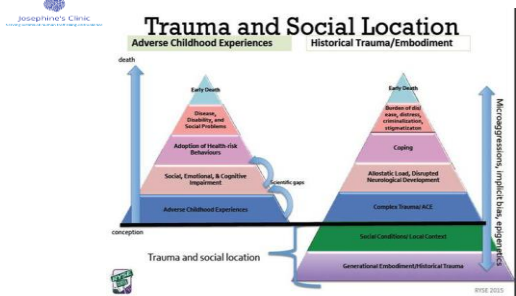 Josephine's Clinic
Trauma and Social Location
Adverse Childhood Experiences
Historical Trauma/Embodiment
death
Early Death
Disease,
Disability, and
Social Problems
Adoption of Health-risk
Behaviours
Social, Emotional, & Cognitive
Impairment
Scientific gaps
Adverse Childhood Experiences
conception
Early Death
Burden of dis/
ease, distress,
criminalization,
stigmatization
Coping
Allostatic Load, Disrupted
Neurological Development
Complex Trauma/ ACE
Social Conditions/Local Context
Generational Embodiment/Historical Trauma
Microaggressions, implicit bias, epigenetics
Trauma and social location
RYSE 2015